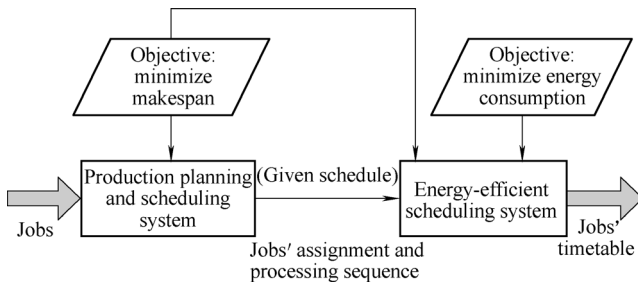 Objective:
minimize
makespan
Objective:
minimize energy
consumption
Jobs
Production planning
and scheduling
system
(Given schedule)
Jobs' assignment and
processing sequence
Energy-efficient
scheduling system
Jobs'
timetable